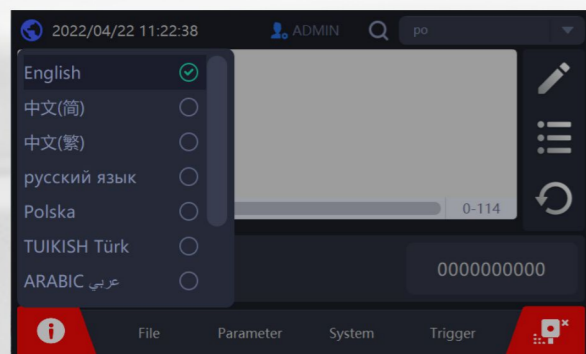 2022/04/22 11:22:38 ADMIN po
English
中文(简)
中文(繁)
русский язык
Polska
0-114
TUIKISH Türk
ARABIC عربي
0000000000
File Parameter System Trigger